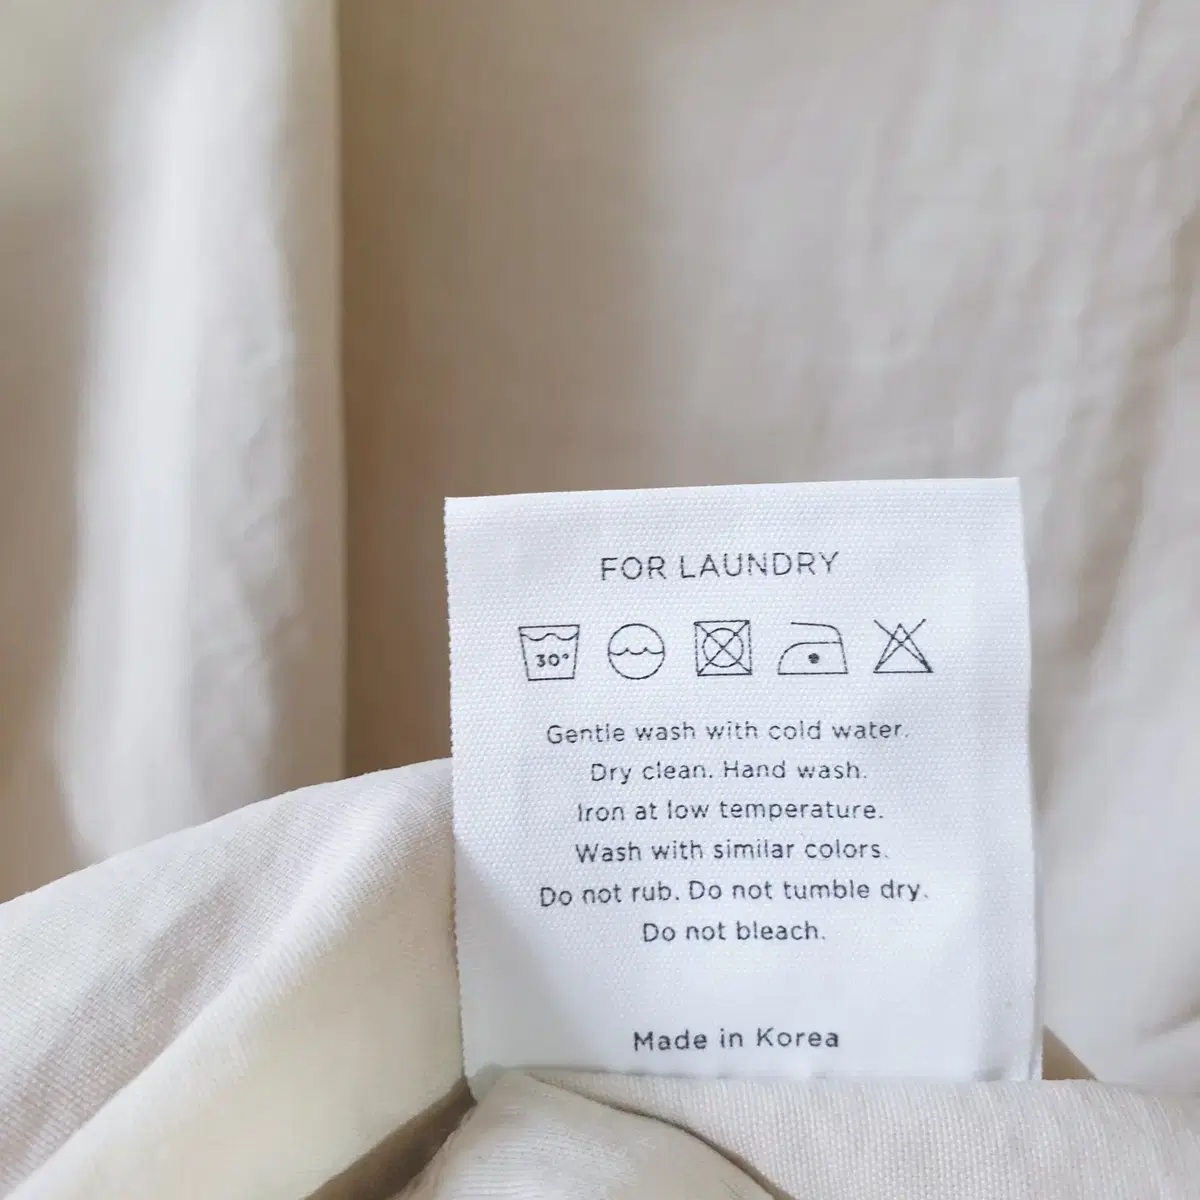 FOR LAUNDRY
30°
Gentle wash with cold water.
Dry clean. Hand wash.
Iron at low temperature.
Wash with similar colors.
Do not rub. Do not tumble dry.
Do not bleach.
Made in Korea